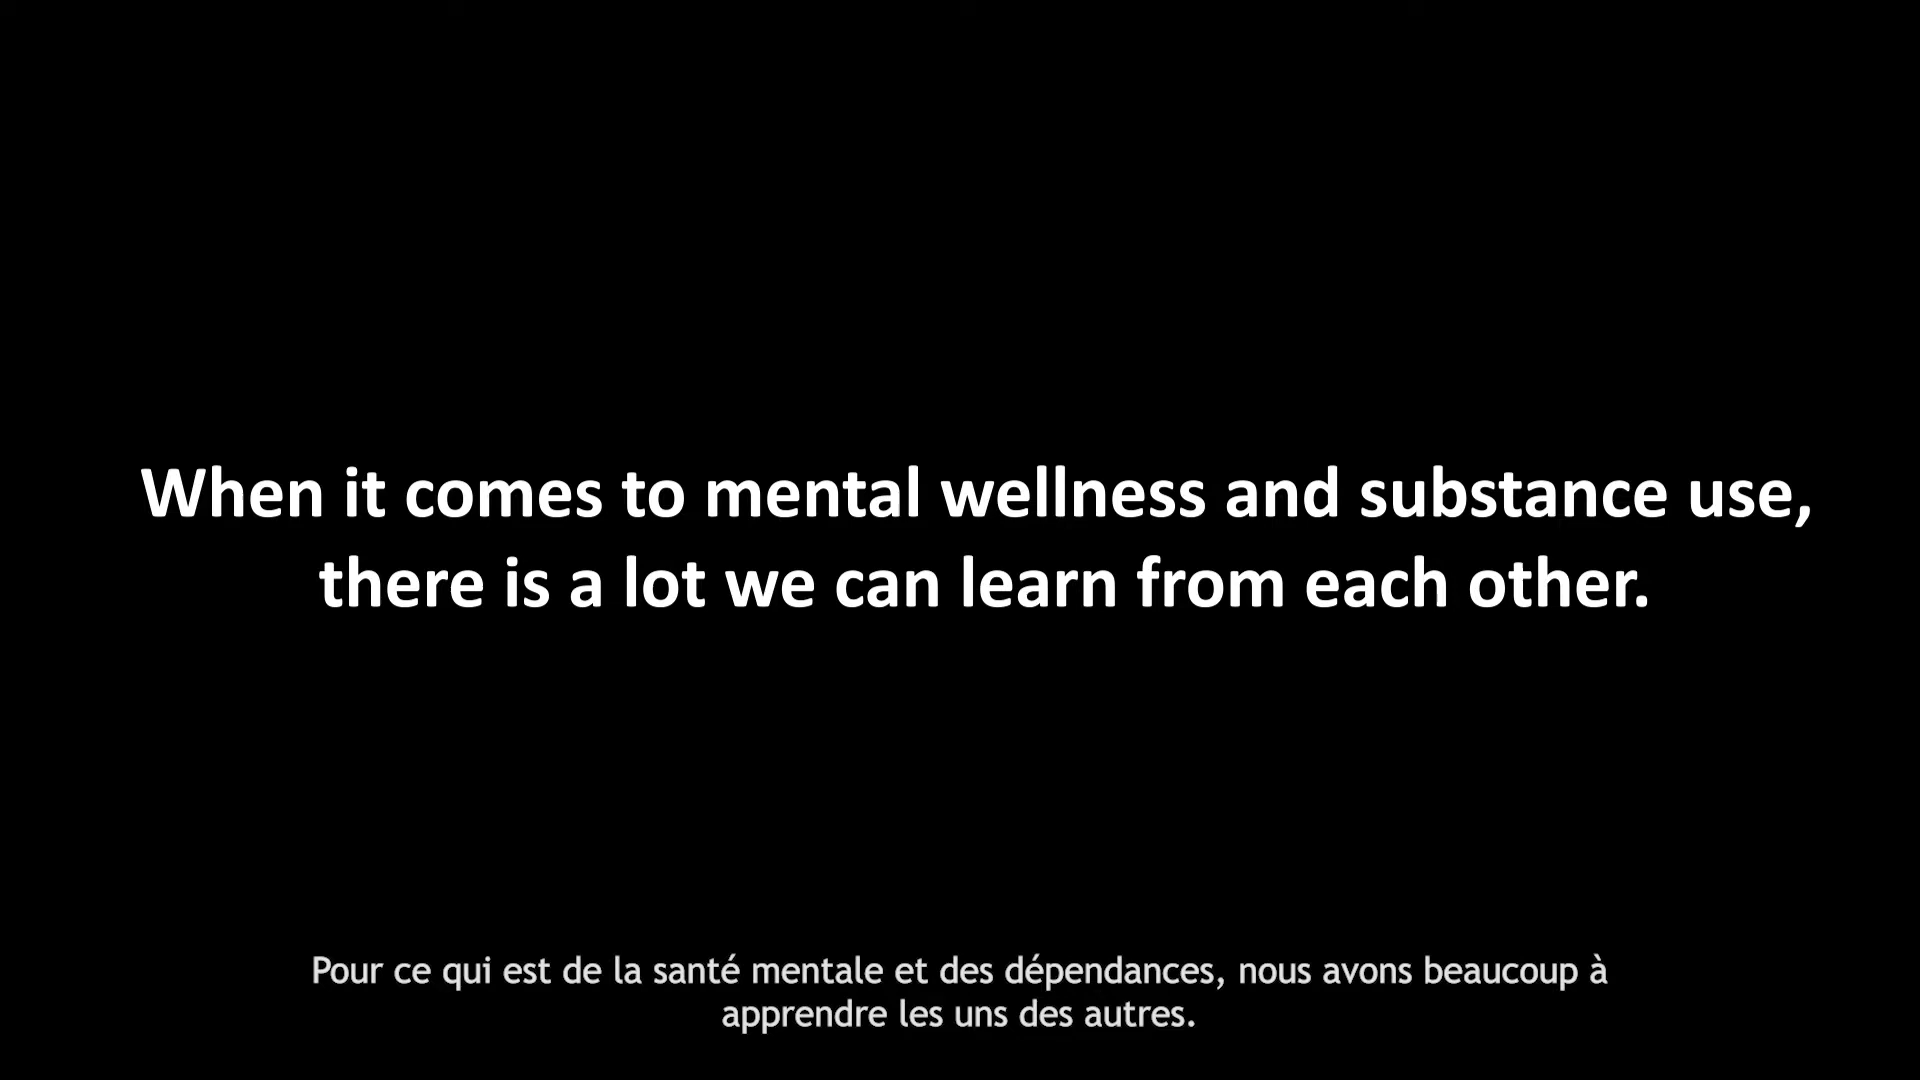 When it comes to mental wellness and substance use,
there is a lot we can learn from each other.
Pour ce qui est de la santé mentale et des dépendances, nous avons beaucoup à
apprendre les uns des autres.